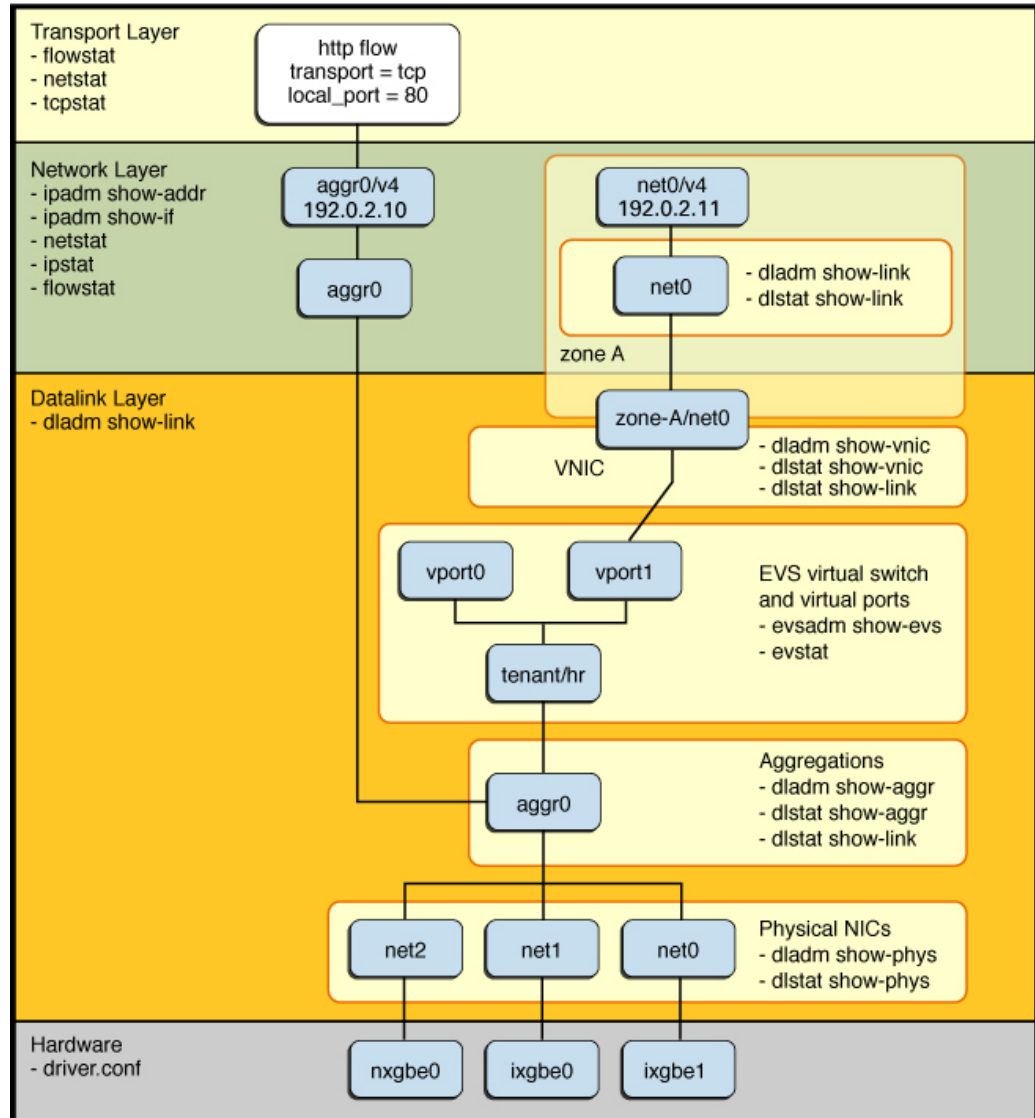 Transport Layer
- flowstat
- netstat
- tcpstat
http flow
transport = tcp
local_port = 80
Network Layer
- ipadm show-addr
- ipadm show-if
- netstat
- ipstat
- flowstat
aggr0/v4
192.0.2.10
aggr0
net0/v4
192.0.2.11
net0
- dladm show-link
- dlstat show-link
zone A
Datalink Layer
- dladm show-link
zone-A/net0
VNIC
- dladm show-vnic
- dlstat show-vnic
- dlstat show-link
vport0
vport1
EVS virtual switch
and virtual ports
- evsadm show-evs
- evstat
tenant/hr
Aggregations
- dladm show-aggr
- dlstat show-aggr
- dlstat show-link
aggr0
Physical NICs
- dladm show-phys
- dlstat show-phys
net2
net1
net0
Hardware
- driver.conf
nxgbe0
ixgbe0
ixgbe1